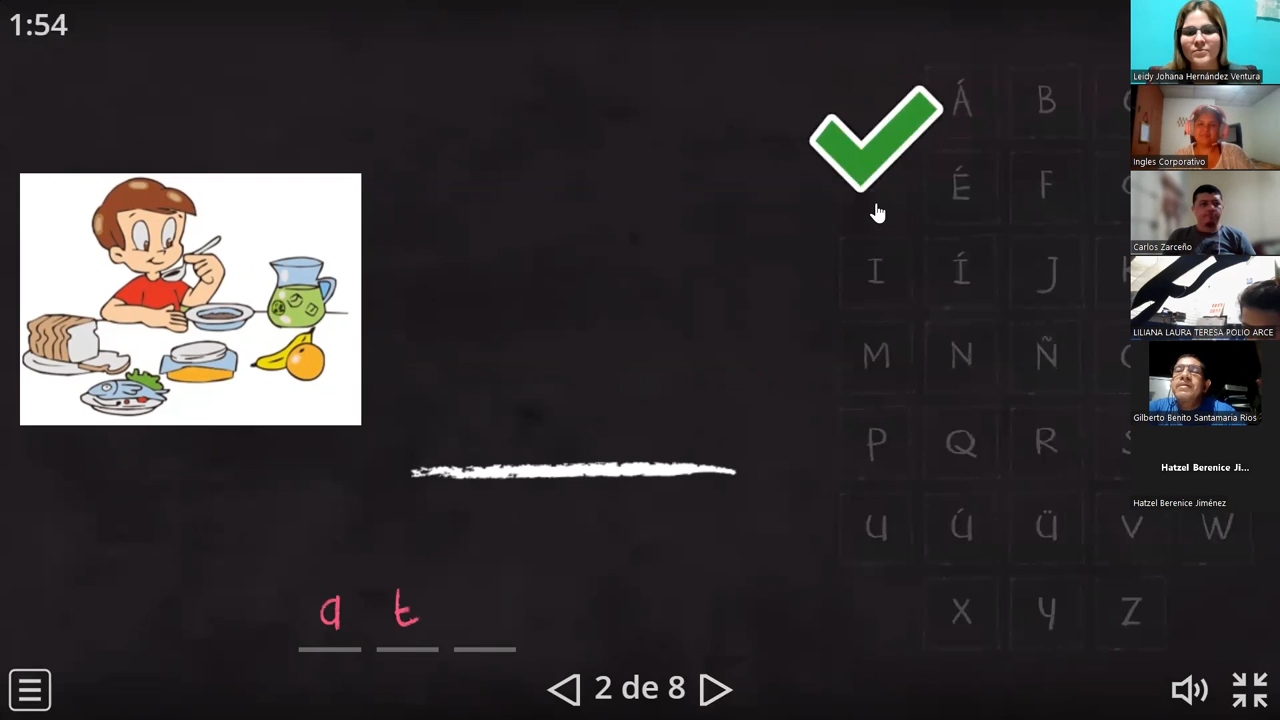 1:54
Á B
É F
I Í J
M N Ñ
P Q R
U Ú Ü V W
X Y Z
a t
2 de 8
Leidy Johana Hernández Ventura
Ingles Corporativo
Carlos Zarceño
LILIANA LAURA TERESA POLIO ARCE
Gilberto Benito Santamaria Rios
Hatzel Berenice Ji...
Hatzel Berenice Jiménez